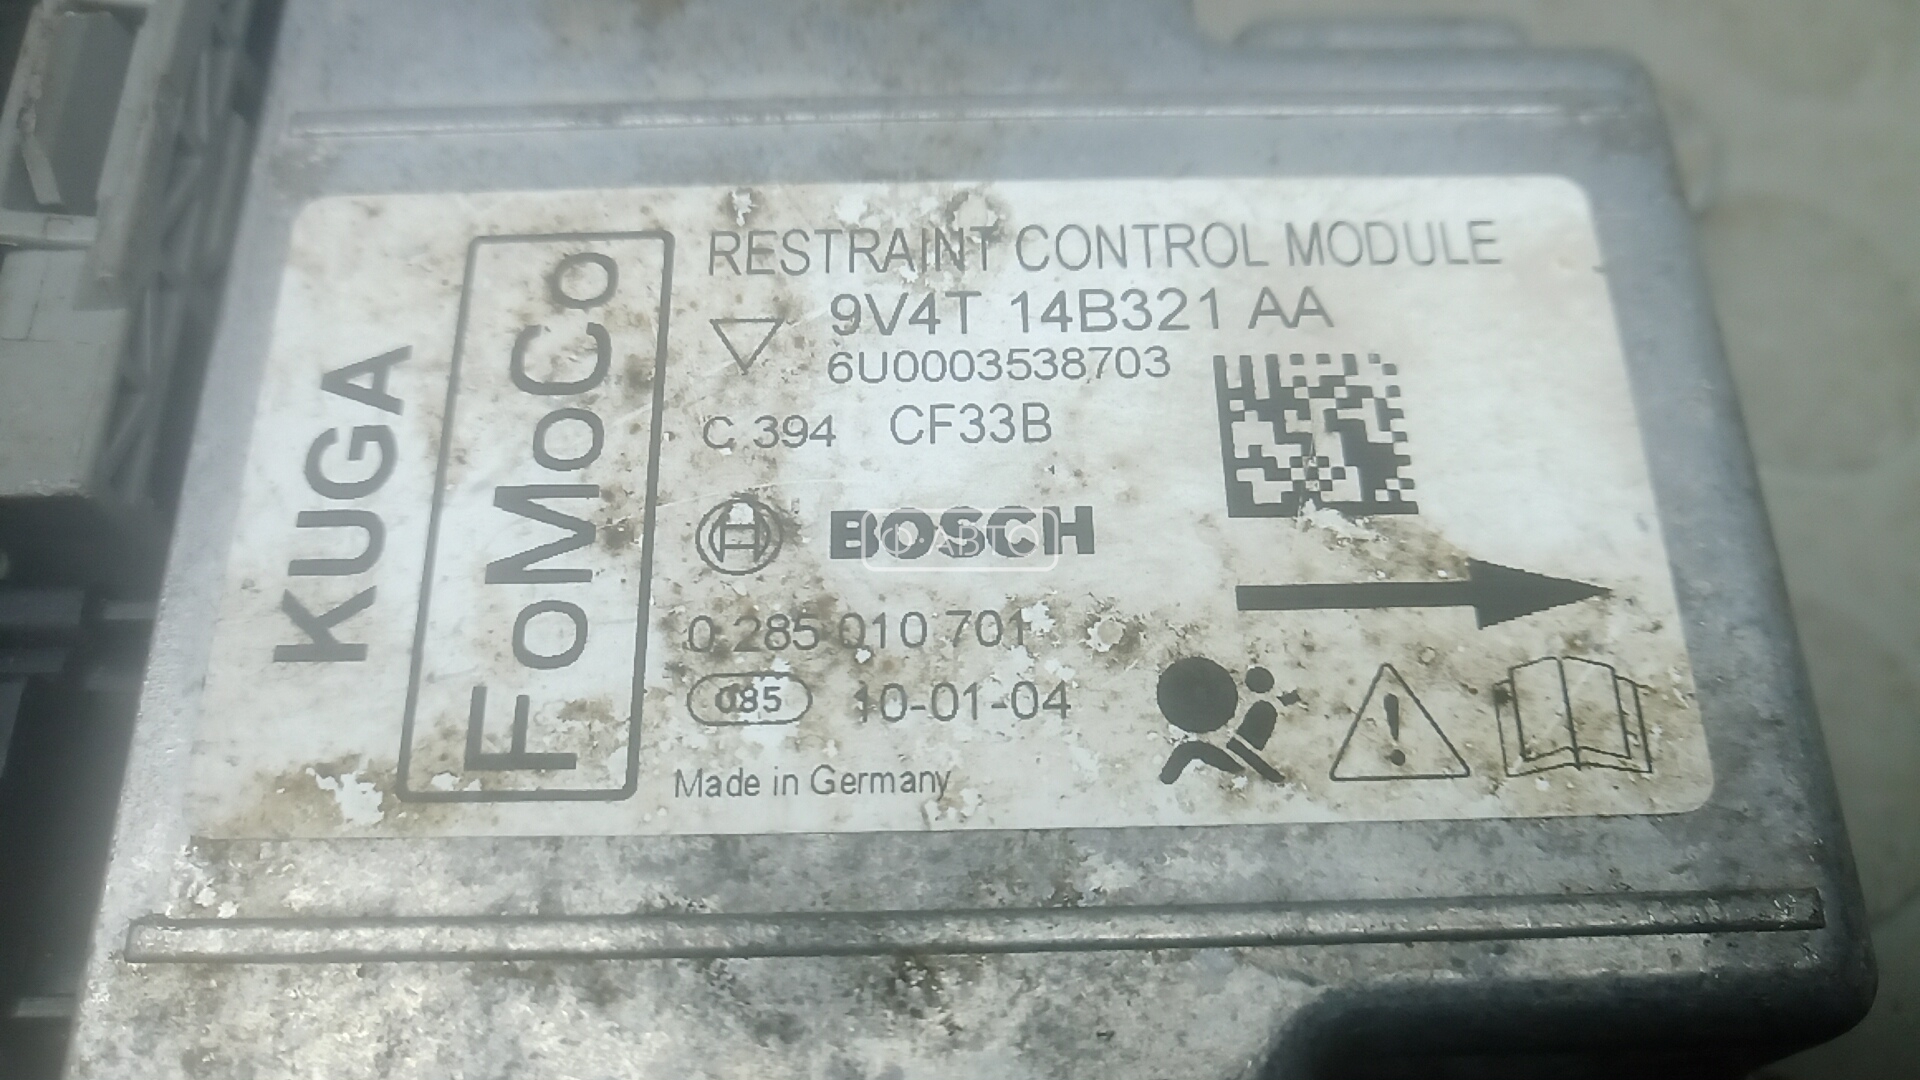 KUGA
FoMoCo
RESTRAINT CONTROL MODULE
9V4T 14B321 AA
6U0003538703
C 394 CF33B
BOSCH
0 285 010 701
085 10-01-04
Made in Germany